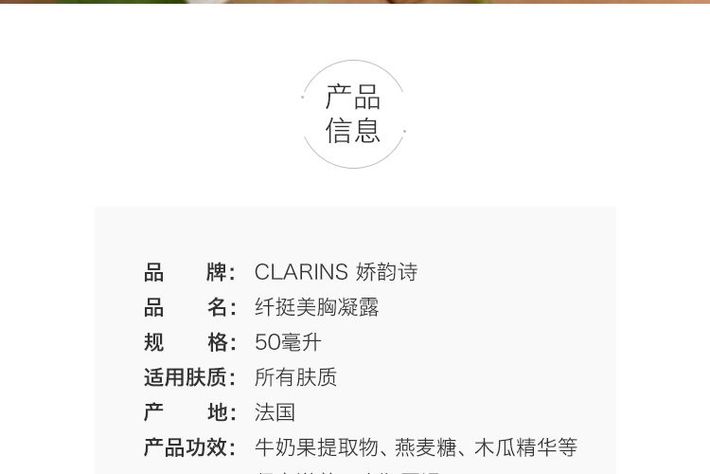 产品
信息
品 牌： CLARINS 娇韵诗
品 名： 纤挺美胸凝露
规 格： 50毫升
适用肤质： 所有肤质
产 地： 法国
产品功效： 牛奶果提取物、燕麦糖、木瓜精华等